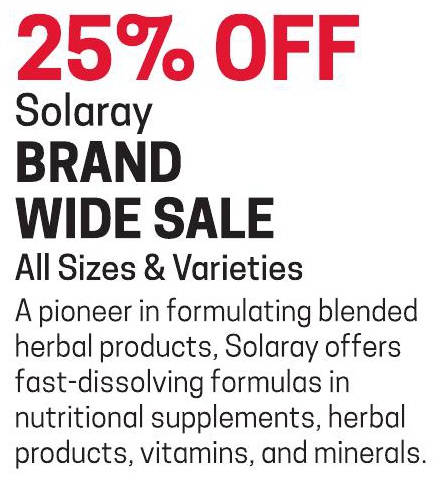 25% OFF
Solaray
BRAND
WIDE SALE
All Sizes & Varieties
A pioneer in formulating blended
herbal products, Solaray offers
fast-dissolving formulas in
nutritional supplements, herbal
products, vitamins, and minerals.